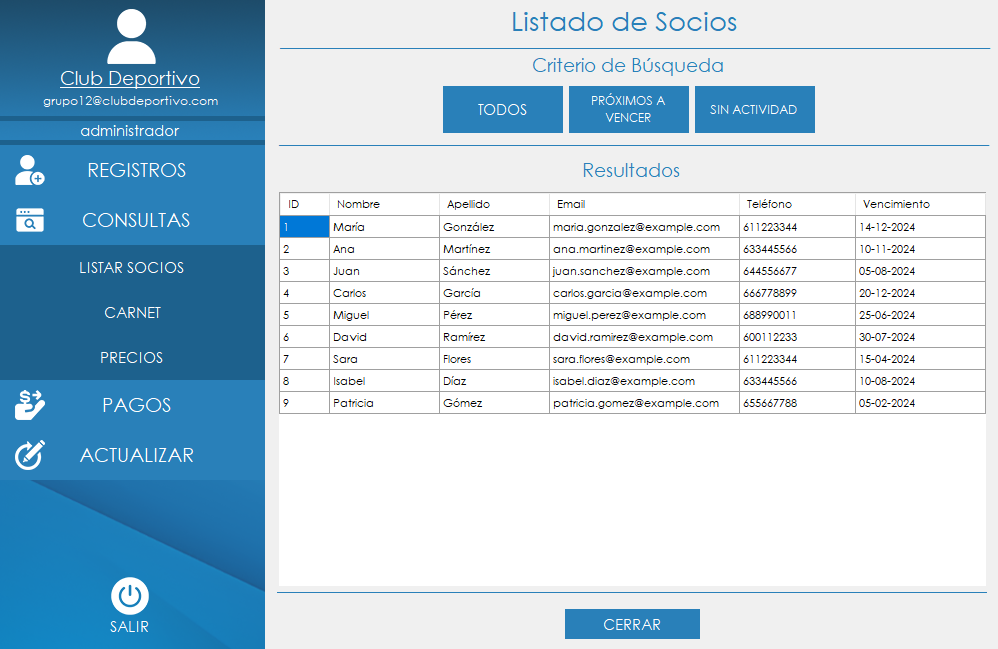 Club Deportivo
grupo12@clubdeportivo.com
administrador
REGISTROS
CONSULTAS
LISTAR SOCIOS
CARNET
PRECIOS
PAGOS
ACTUALIZAR
SALIR
Listado de Socios
Criterio de Búsqueda
TODOS
PRÓXIMOS A
VENCER
SIN ACTIVIDAD
Resultados
ID Nombre Apellido Email Teléfono Vencimiento
1 María González maria.gonzalez@example.com 611223344 14-12-2024
2 Ana Martínez ana.martinez@example.com 633445566 10-11-2024
3 Juan Sánchez juan.sanchez@example.com 644556677 05-08-2024
4 Carlos García carlos.garcia@example.com 666778899 20-12-2024
5 Miguel Pérez miguel.perez@example.com 688990011 25-06-2024
6 David Ramírez david.ramirez@example.com 600112233 30-07-2024
7 Sara Flores sara.flores@example.com 611223344 15-04-2024
8 Isabel Díaz isabel.diaz@example.com 633445566 10-08-2024
9 Patricia Gómez patricia.gomez@example.com 655667788 05-02-2024
CERRAR